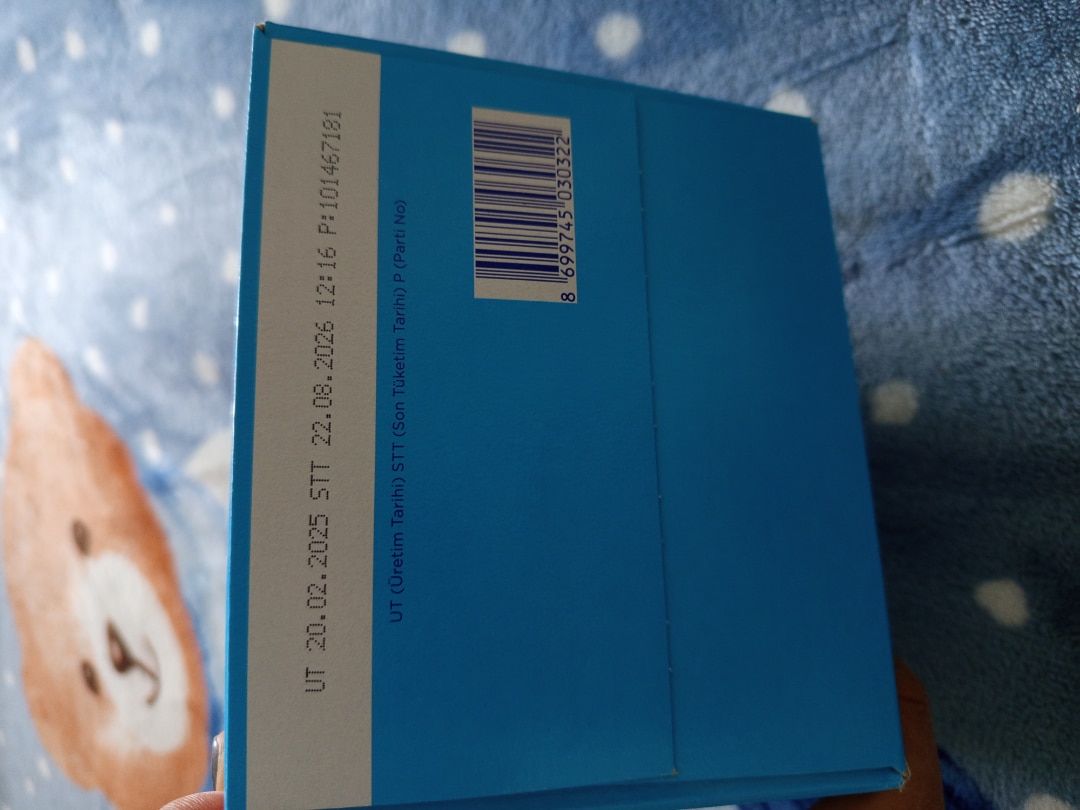 UT 20.02.2025 STT 22.08.2026 12:16 P:101467181
UT (Üretim Tarihi) STT (Son Tüketim Tarihi) P (Parti No)
8 699745 030322